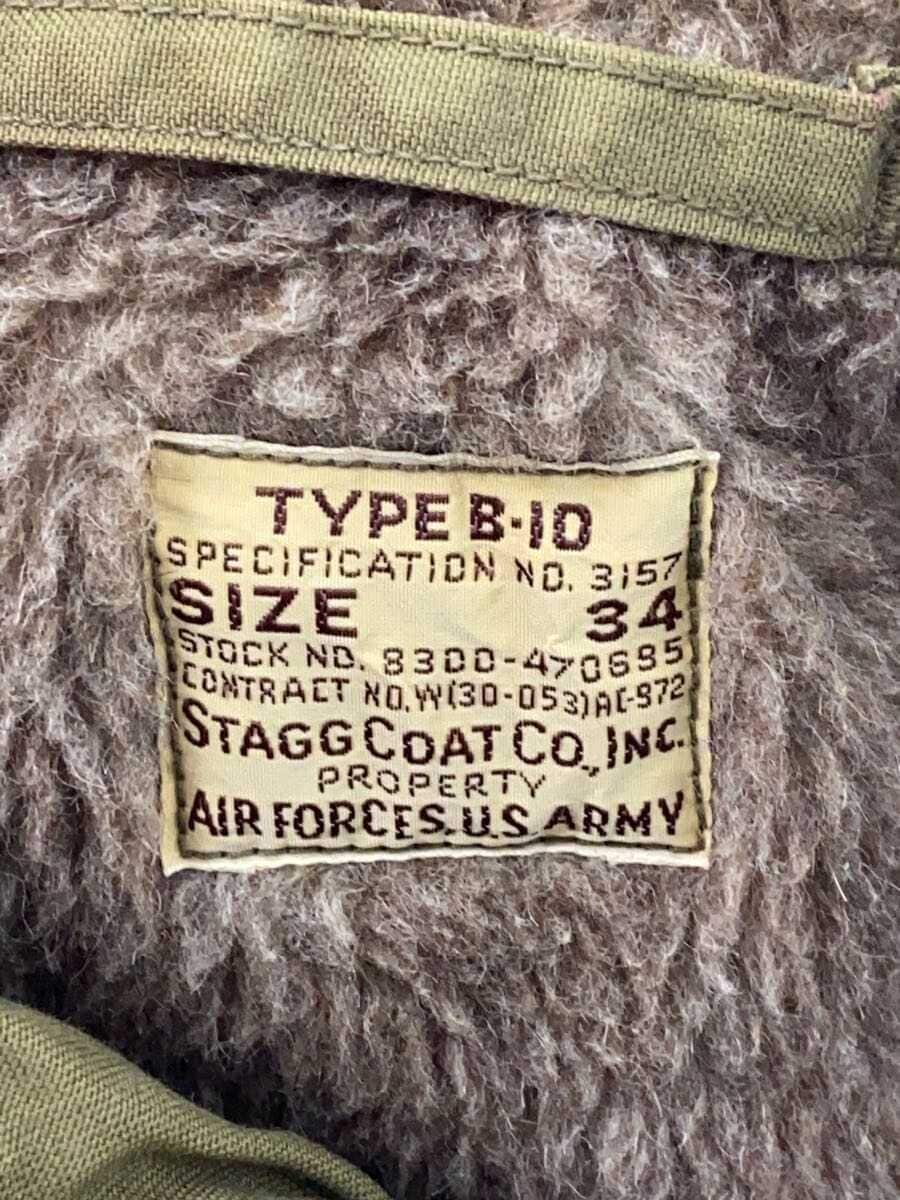 TYPE B-10
SPECIFICATION NO. 3157
SIZE 34
STOCK NO. 8300-470695
CONTRACT NO. W(30-053)AC-972
STAGG COAT CO., INC.
PROPERTY
AIR FORCES. U.S. ARMY